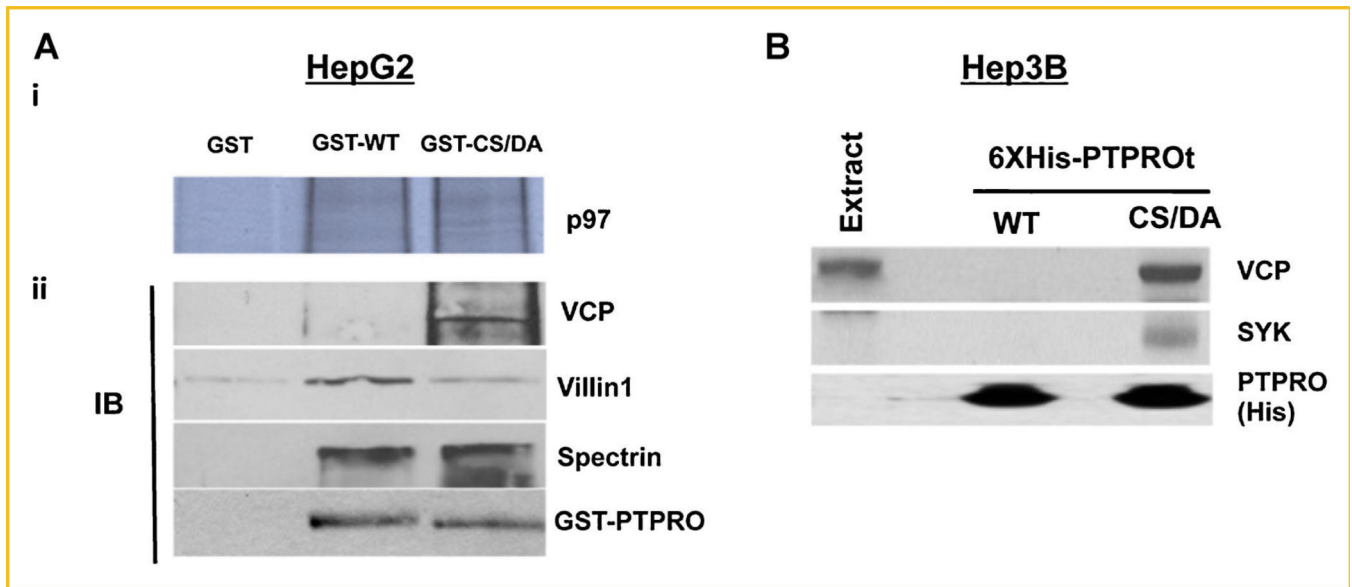 A
HepG2
i
GST GST-WT GST-CS/DA
p97
ii
IB
VCP
Villin1
Spectrin
GST-PTPRO
B
Hep3B
Extract
6XHis-PTPROt
WT CS/DA
VCP
SYK
PTPRO
(His)